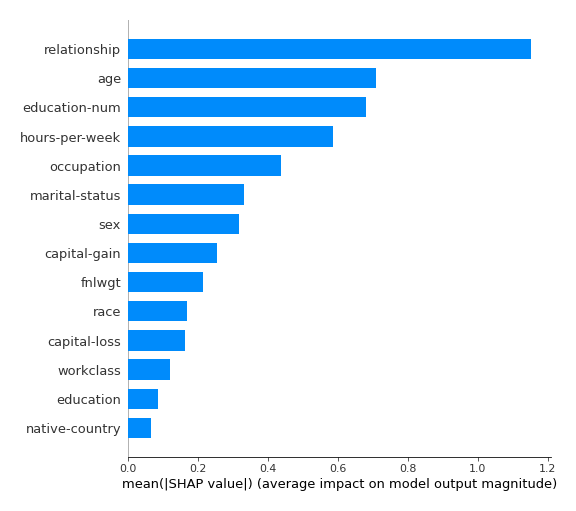 relationship
age
education-num
hours-per-week
occupation
marital-status
sex
capital-gain
fnlwgt
race
capital-loss
workclass
education
native-country
0.0 0.2 0.4 0.6 0.8 1.0 1.2
mean(|SHAP value|) (average impact on model output magnitude)